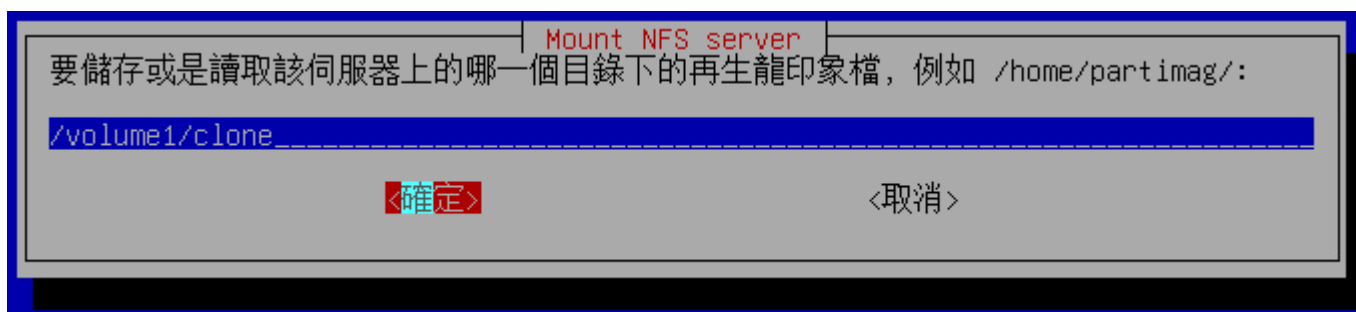 Mount NFS server
要儲存或是讀取該伺服器上的哪一個目錄下的再生龍印象檔, 例如 /home/partimag/:
/volume1/clone
<確定> <取消>